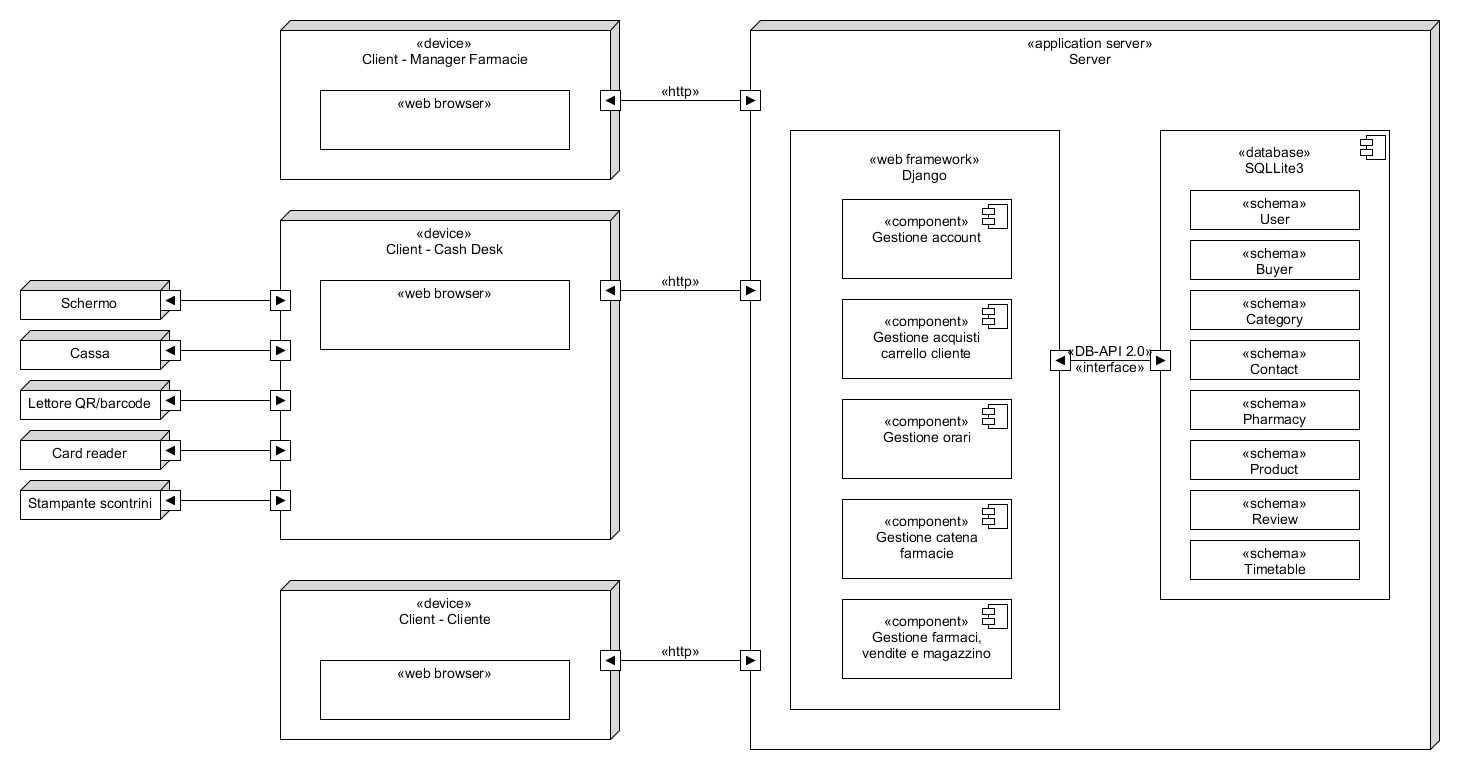 «device»
Client - Manager Farmacie
«web browser»
«http»
«device»
Client - Cash Desk
«web browser»
«http»
Schermo
Cassa
Lettore QR/barcode
Card reader
Stampante scontrini
«device»
Client - Cliente
«web browser»
«http»
«application server»
Server
«web framework»
Django
«component»
Gestione account
«component»
Gestione acquisti
carrello cliente
«component»
Gestione orari
«component»
Gestione catena
farmacie
«component»
Gestione farmaci,
vendite e magazzino
«DB-API 2.0»
«interface»
«database»
SQLLite3
«schema»
User
«schema»
Buyer
«schema»
Category
«schema»
Contact
«schema»
Pharmacy
«schema»
Product
«schema»
Review
«schema»
Timetable